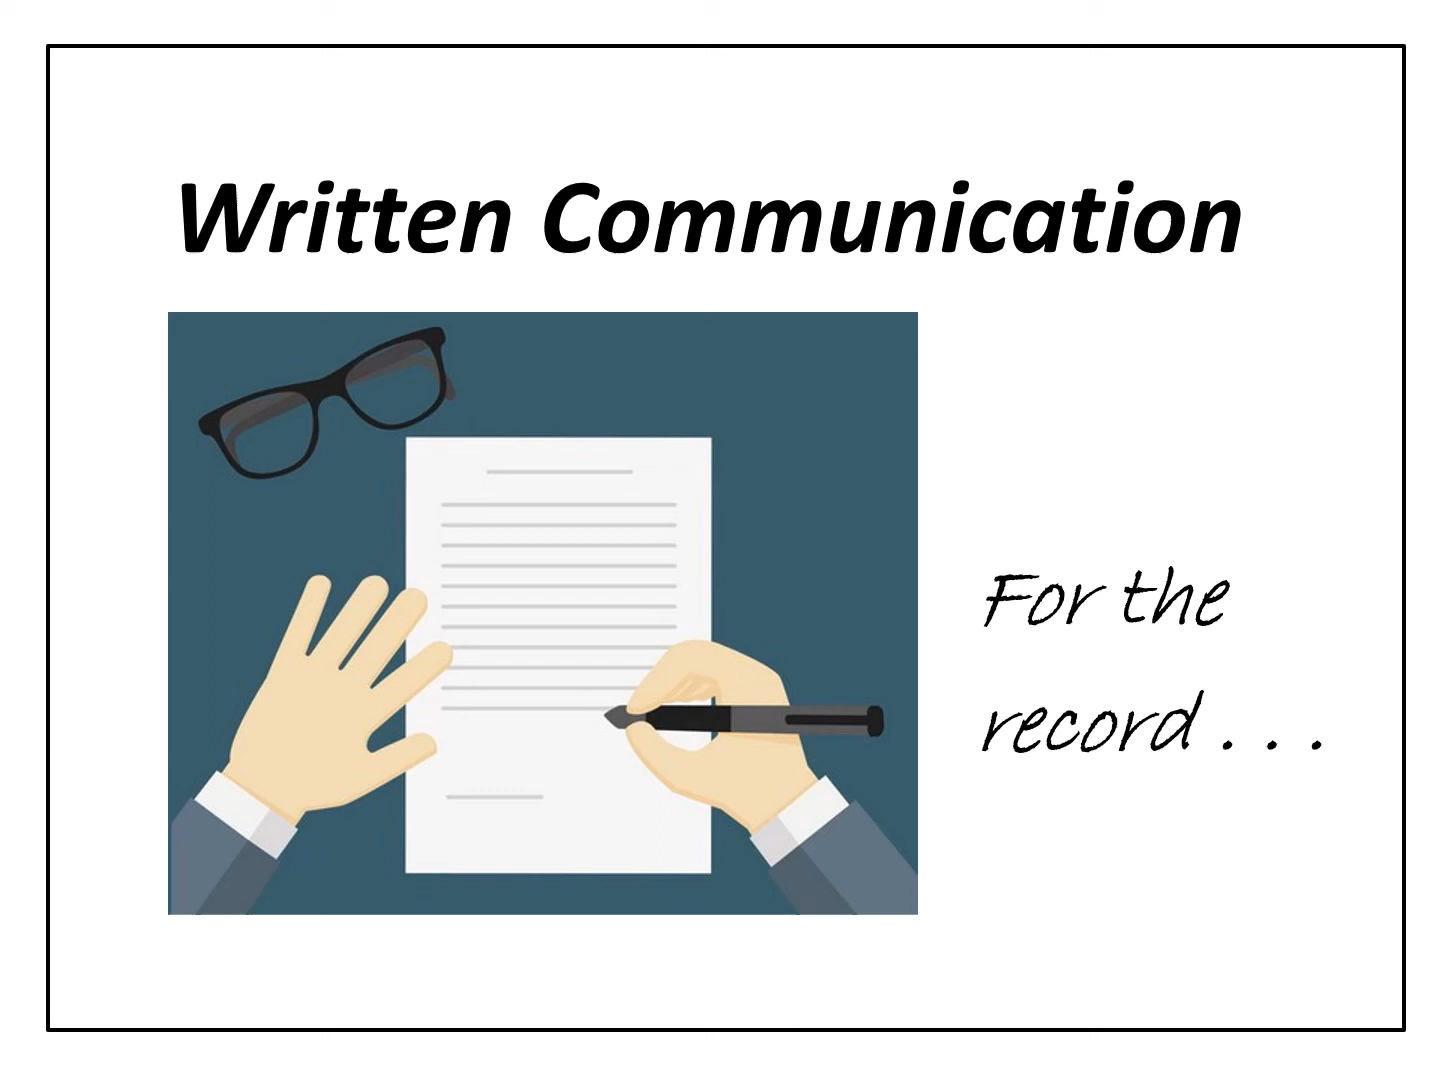 Written Communication
For the
record . . .